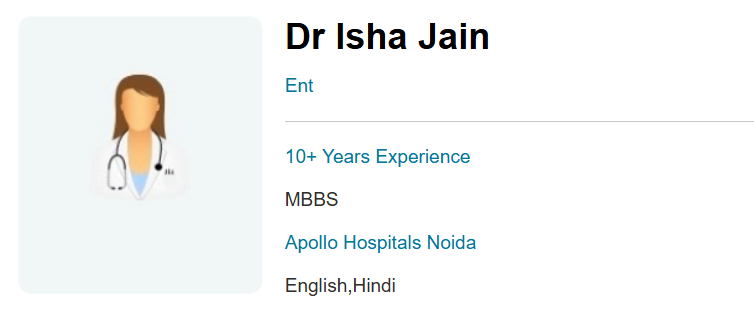 Dr Isha Jain
Ent
10+ Years Experience
MBBS
Apollo Hospitals Noida
English,Hindi